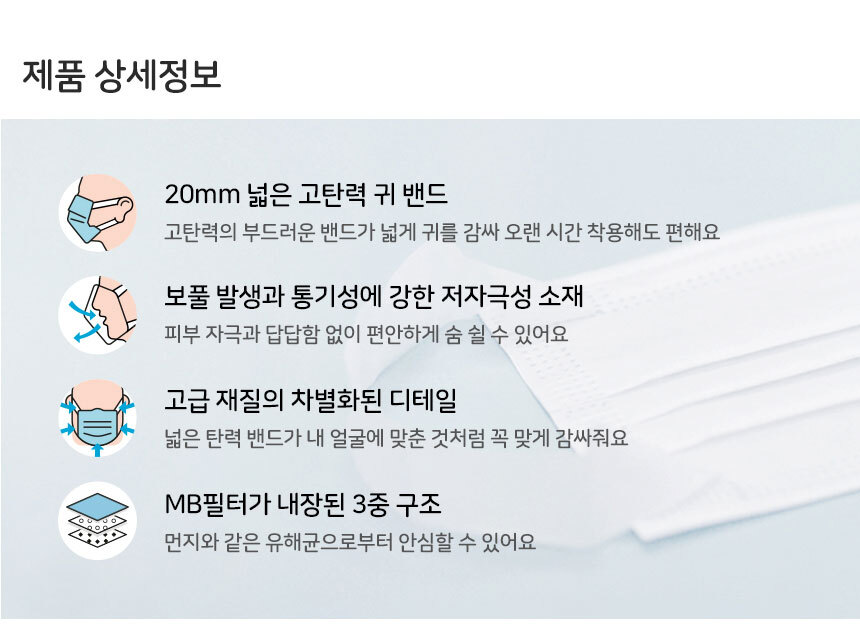 제품 상세정보
20mm 넓은 고탄력 귀 밴드
고탄력의 부드러운 밴드가 넓게 귀를 감싸 오랜 시간 착용해도 편해요
보풀 발생과 통기성에 강한 저자극성 소재
피부 자극과 답답함 없이 편안하게 숨 쉴 수 있어요
고급 재질의 차별화된 디테일
넓은 탄력 밴드가 내 얼굴에 맞춘 것처럼 꼭 맞게 감싸줘요
MB필터가 내장된 3중 구조
먼지와 같은 유해균으로부터 안심할 수 있어요